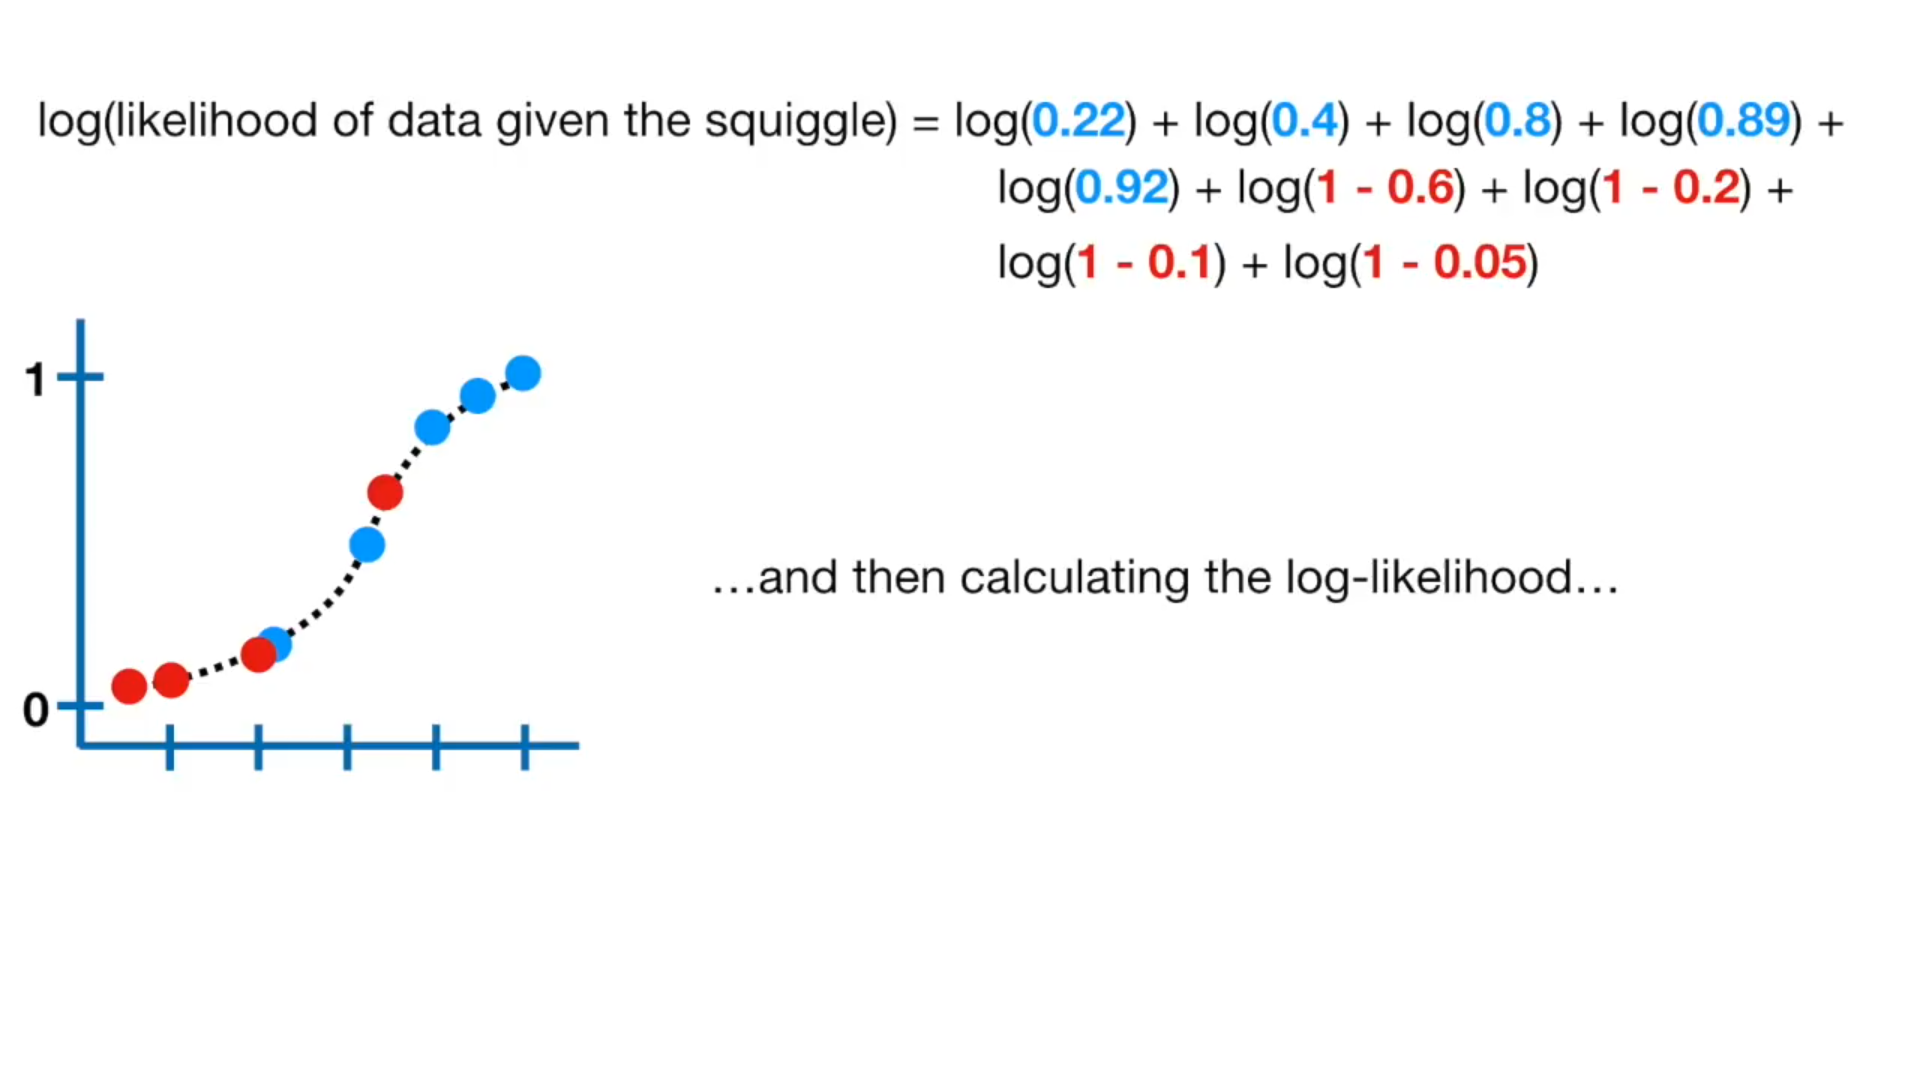 log(likelihood of data given the squiggle) = log(0.22) + log(0.4) + log(0.8) + log(0.89) +
log(0.92) + log(1 - 0.6) + log(1 - 0.2) +
log(1 - 0.1) + log(1 - 0.05)
1
…and then calculating the log-likelihood…
0